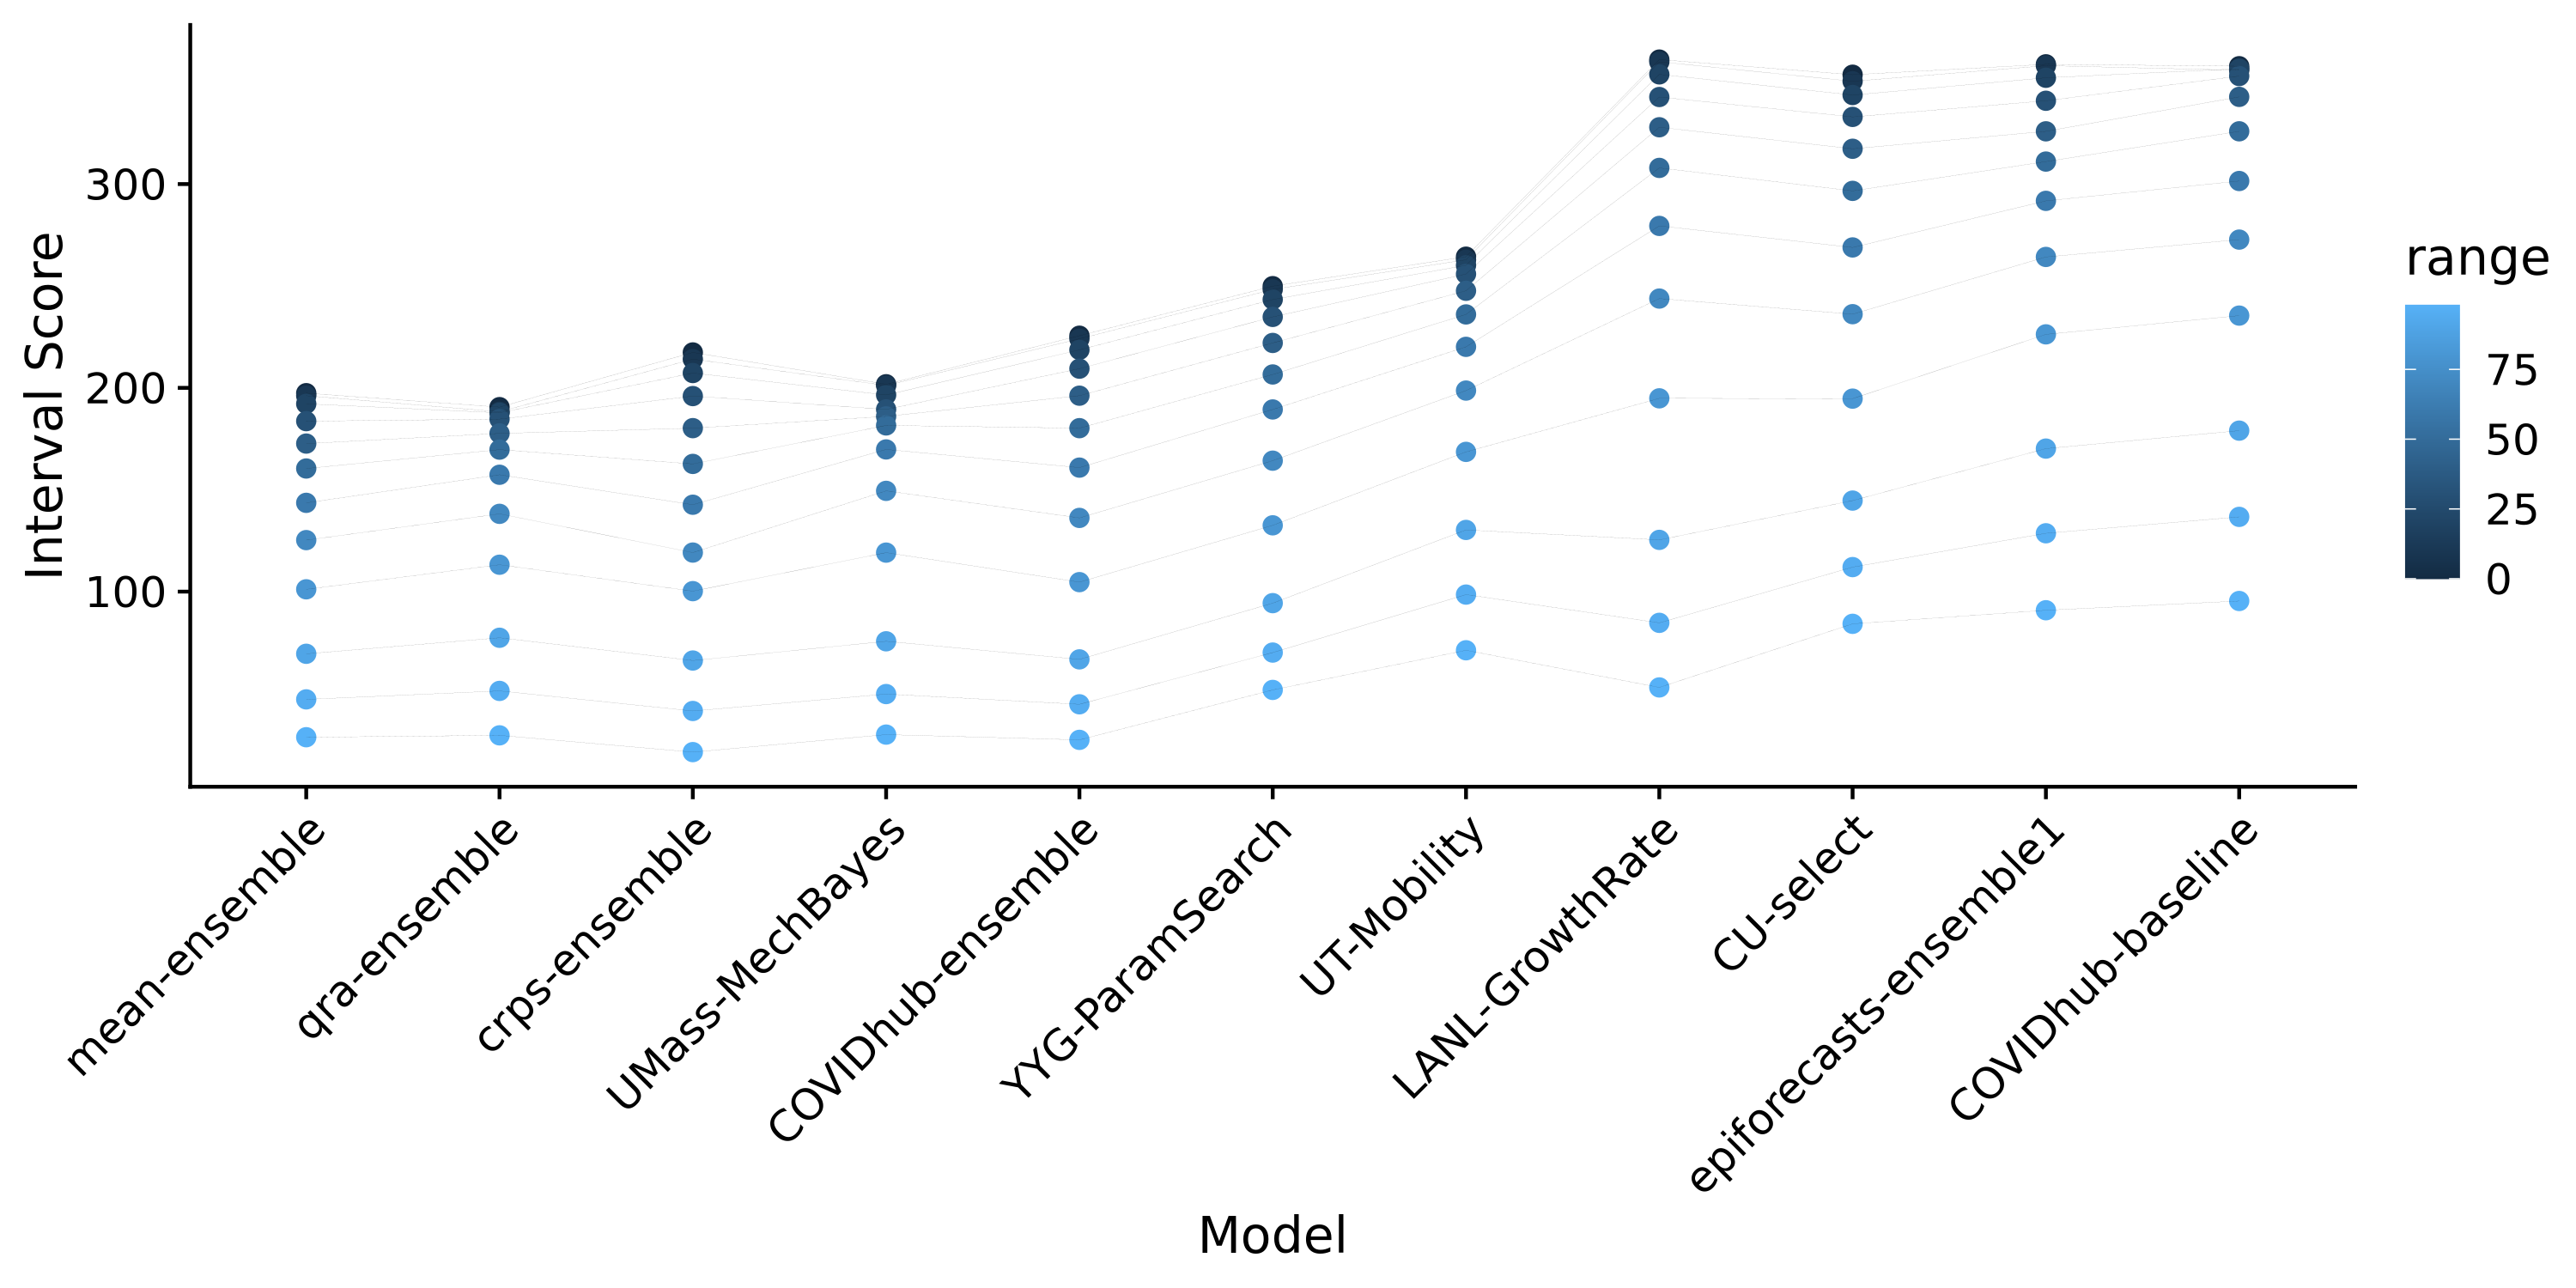 Interval Score
300
200
100
mean-ensemble
qra-ensemble
crps-ensemble
UMass-MechBayes
COVIDhub-ensemble
YYG-ParamSearch
UT-Mobility
LANL-GrowthRate
CU-select
epiforecasts-ensemble1
COVIDhub-baseline
Model
range
75
50
25
0